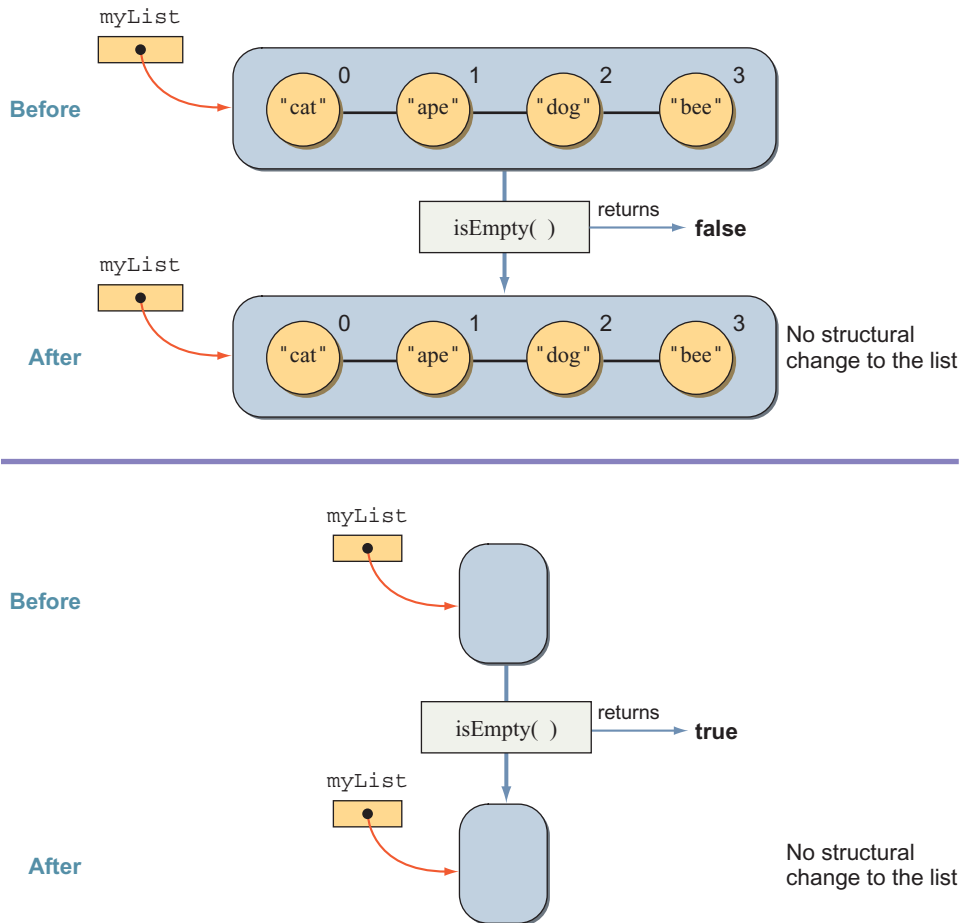 myList
0 1 2 3
Before
"cat" "ape" "dog" "bee"
isEmpty( )
returns
false
myList
0 1 2 3
After
"cat" "ape" "dog" "bee"
No structural
change to the list
myList
Before
isEmpty( )
returns
true
myList
After
No structural
change to the list